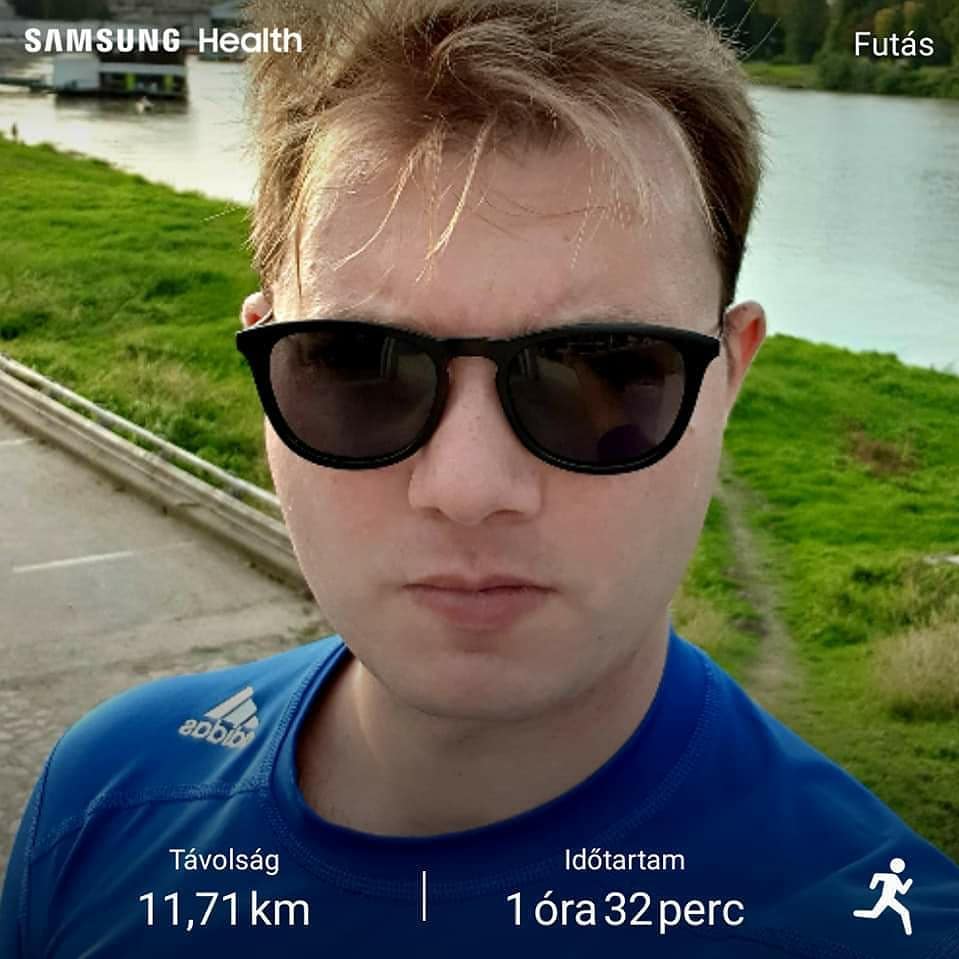 SAMSUNG Health
Futás
adidas
Távolság
11,71 km
Időtartam
1 óra 32 perc